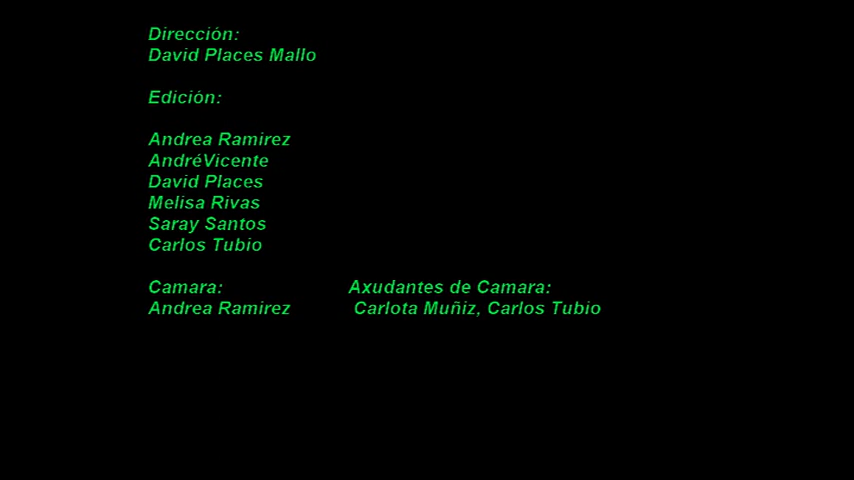 Dirección:
David Places Mallo
Edición:
Andrea Ramirez
AndréVicente
David Places
Melisa Rivas
Saray Santos
Carlos Tubio
Camara: Axudantes de Camara:
Andrea Ramirez Carlota Muñiz, Carlos Tubio